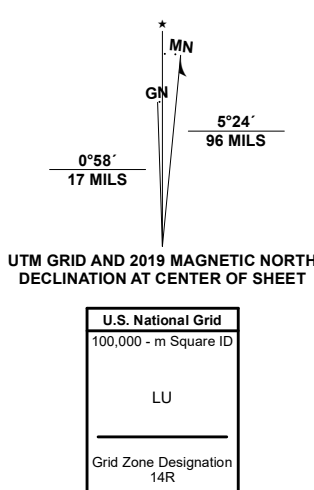 ★
MN
GN
5°24´
96 MILS
0°58´
17 MILS
UTM GRID AND 2019 MAGNETIC NORTH
DECLINATION AT CENTER OF SHEET
U.S. National Grid
100,000 - m Square ID
LU
Grid Zone Designation
14R